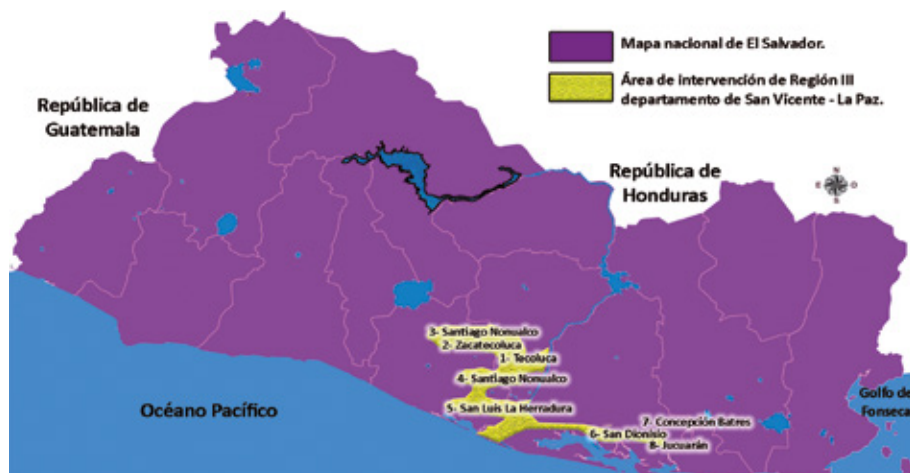 Mapa nacional de El Salvador.
Área de intervención de Región III
departamento de San Vicente - La Paz.
República de
Guatemala
República de
Honduras
N
E
O
S
3- Santiago Nonualco
2- Zacatecoluca
1- Tecoluca
4- Santiago Nonualco
5- San Luis La Herradura
7- Concepción Batres
6- San Dionisio
8- Jucuarán
Océano Pacífico
Golfo de
Fonseca